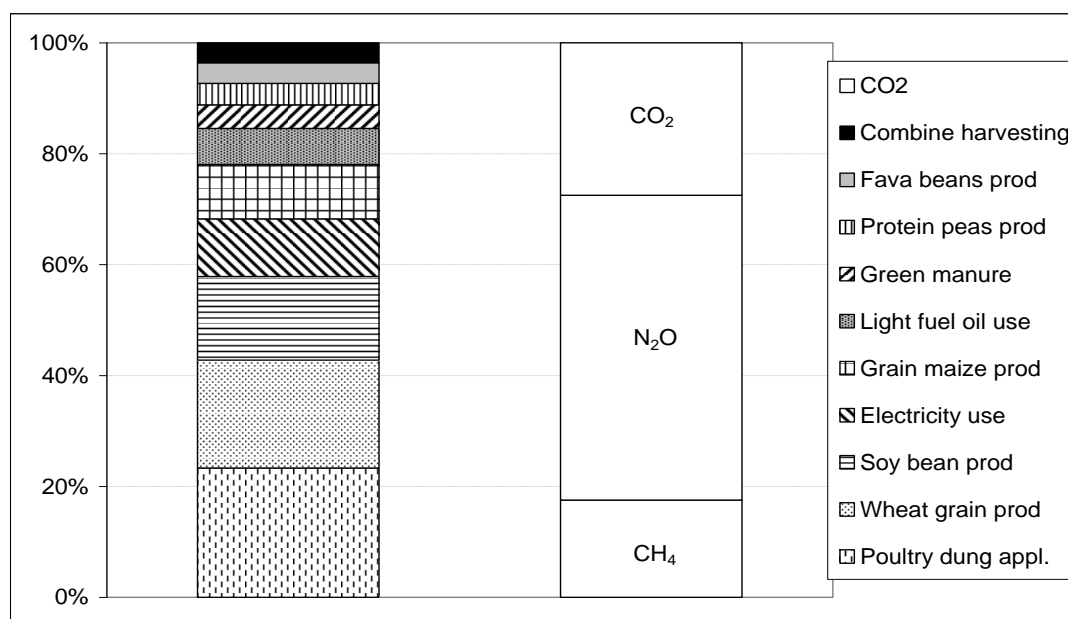 100%
80%
60%
40%
20%
0%
CO₂
N₂O
CH₄
CO2
Combine harvesting
Fava beans prod
Protein peas prod
Green manure
Light fuel oil use
Grain maize prod
Electricity use
Soy bean prod
Wheat grain prod
Poultry dung appl.